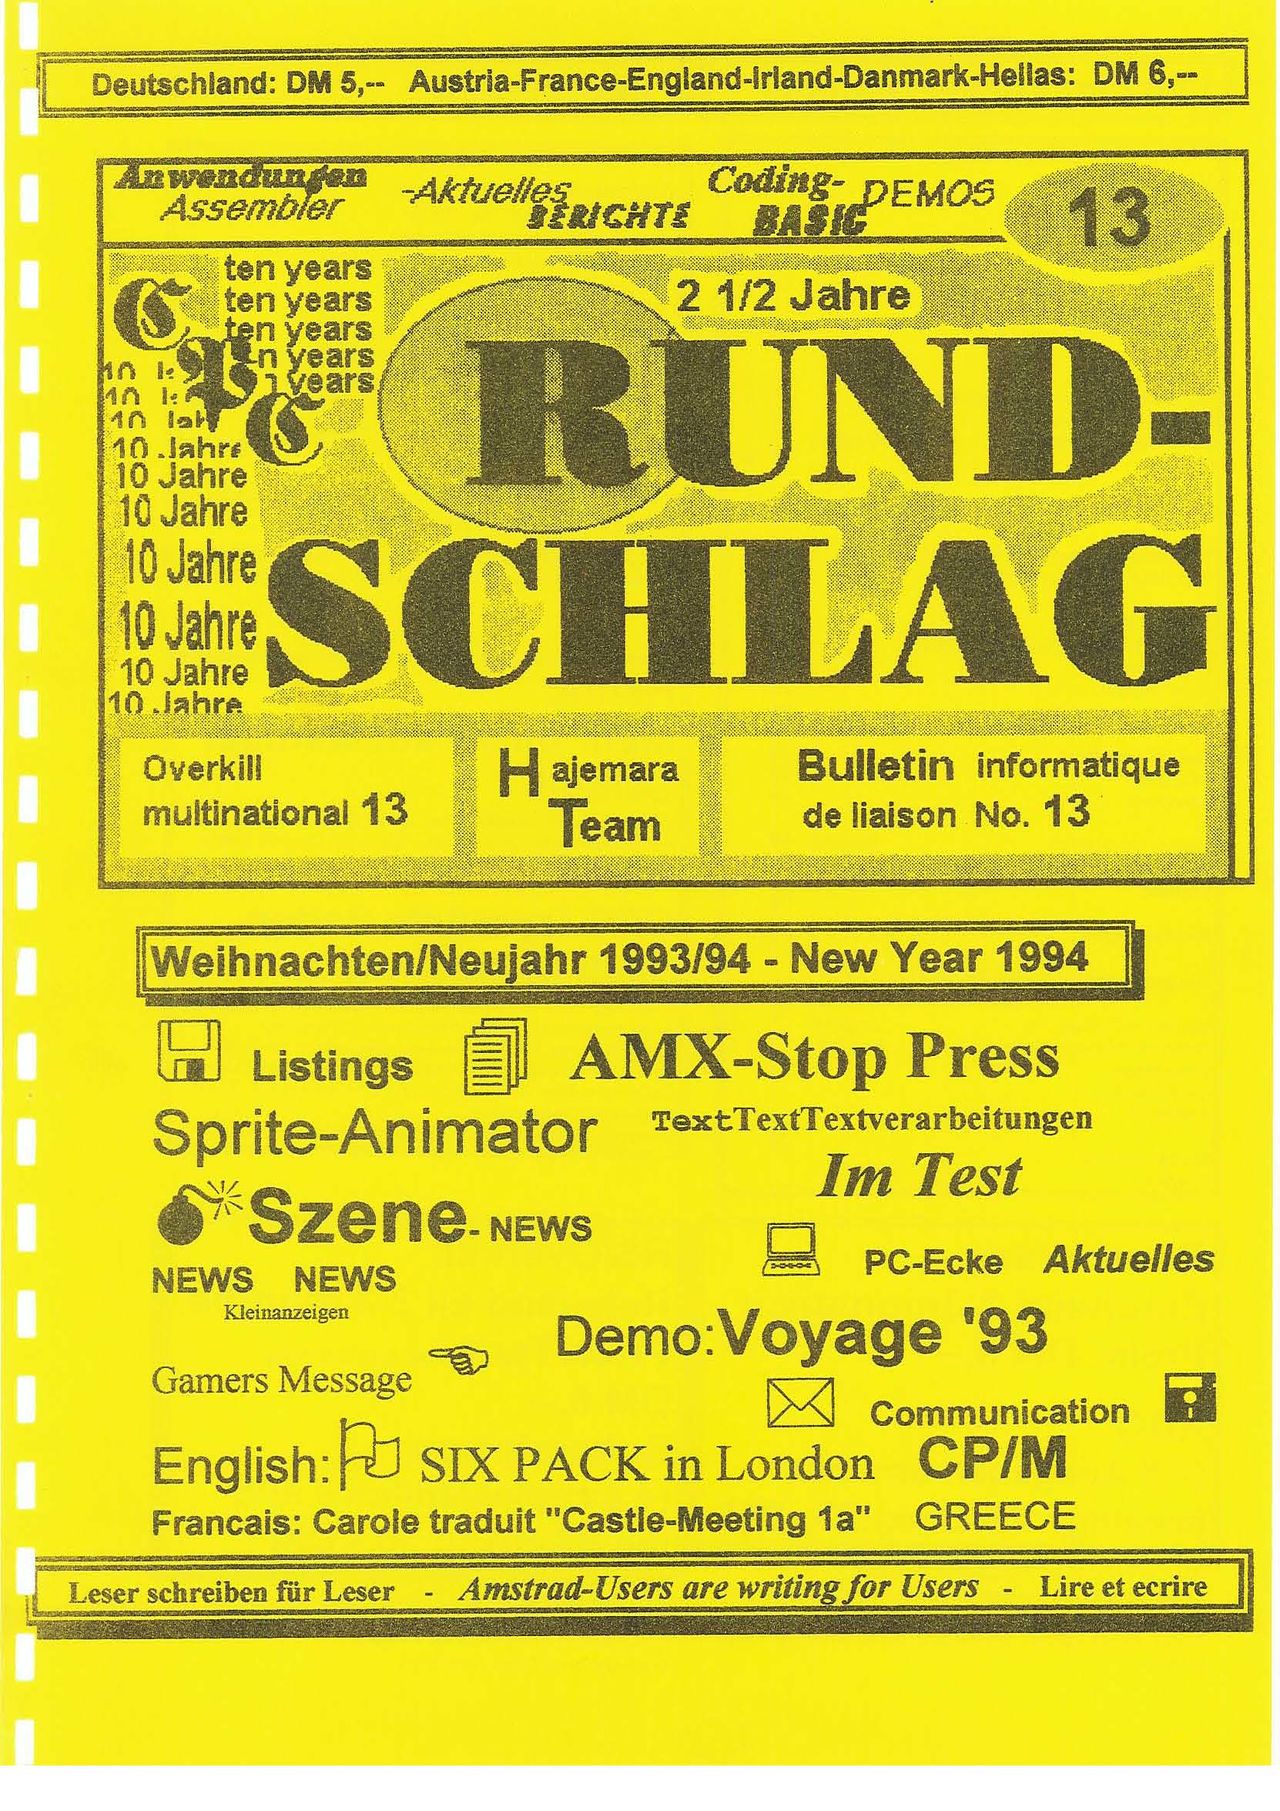 Deutschland: DM 5,-- Austria-France-England-Irland-Danmark-Hellas: DM 6,--
Anwendungen -Aktuelles Coding- DEMOS 13
Assembler BERICHTE BASIC
ten years
ten years
ten years
n years
years
2 1/2 Jahre
C P C
RUND-
SCHLAG
10
10
10 Jah
10 Jahre
10 Jahre
10 Jahre
10 Jahre
10 Jahre
10 Jahre
10 Jahre
Overkill
multinational 13
Hajemara
Team
Bulletin informatique
de liaison No. 13
Weihnachten/Neujahr 1993/94 - New Year 1994
Listings AMX-Stop Press
Sprite-Animator TextTextTextverarbeitungen
Im Test
Szene- NEWS
PC-Ecke Aktuelles
NEWS NEWS
Kleinanzeigen
Demo: Voyage '93
Gamers Message
Communication
English: SIX PACK in London CP/M
Francais: Carole traduit "Castle-Meeting 1a" GREECE
Leser schreiben für Leser - Amstrad-Users are writing for Users - Lire et ecrire